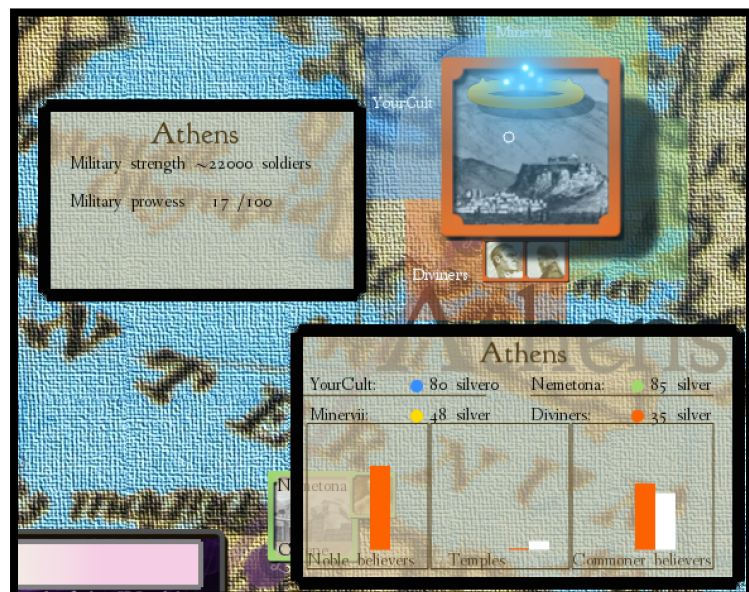 Minervii
YourCult
Athens
Military strength ~22000 soldiers
Military prowess 17 /100
Diviners
Athens
Athens
YourCult: 80 silvero Nemetona: 85 silver
Minervii: 48 silver Diviners: 35 silver
Nemetona
Noble believers Temples Commoner believers